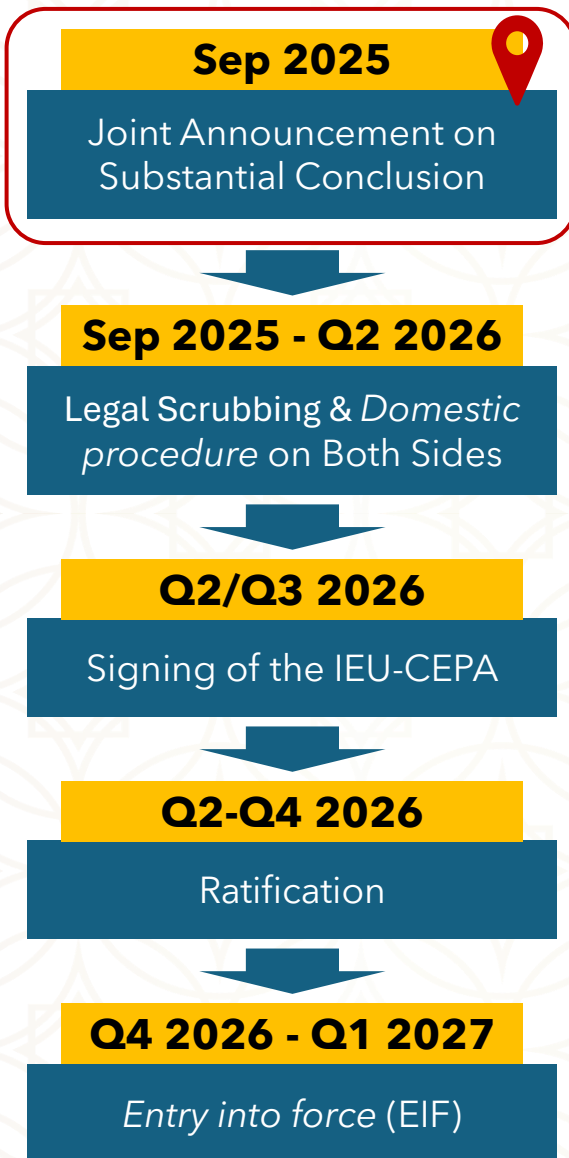 Sep 2025
Joint Announcement on
Substantial Conclusion
Sep 2025 - Q2 2026
Legal Scrubbing & Domestic
procedure on Both Sides
Q2/Q3 2026
Signing of the IEU-CEPA
Q2-Q4 2026
Ratification
Q4 2026 - Q1 2027
Entry into force (EIF)